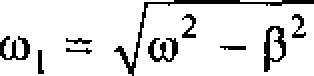 ω₁ = √(ω² − β²)